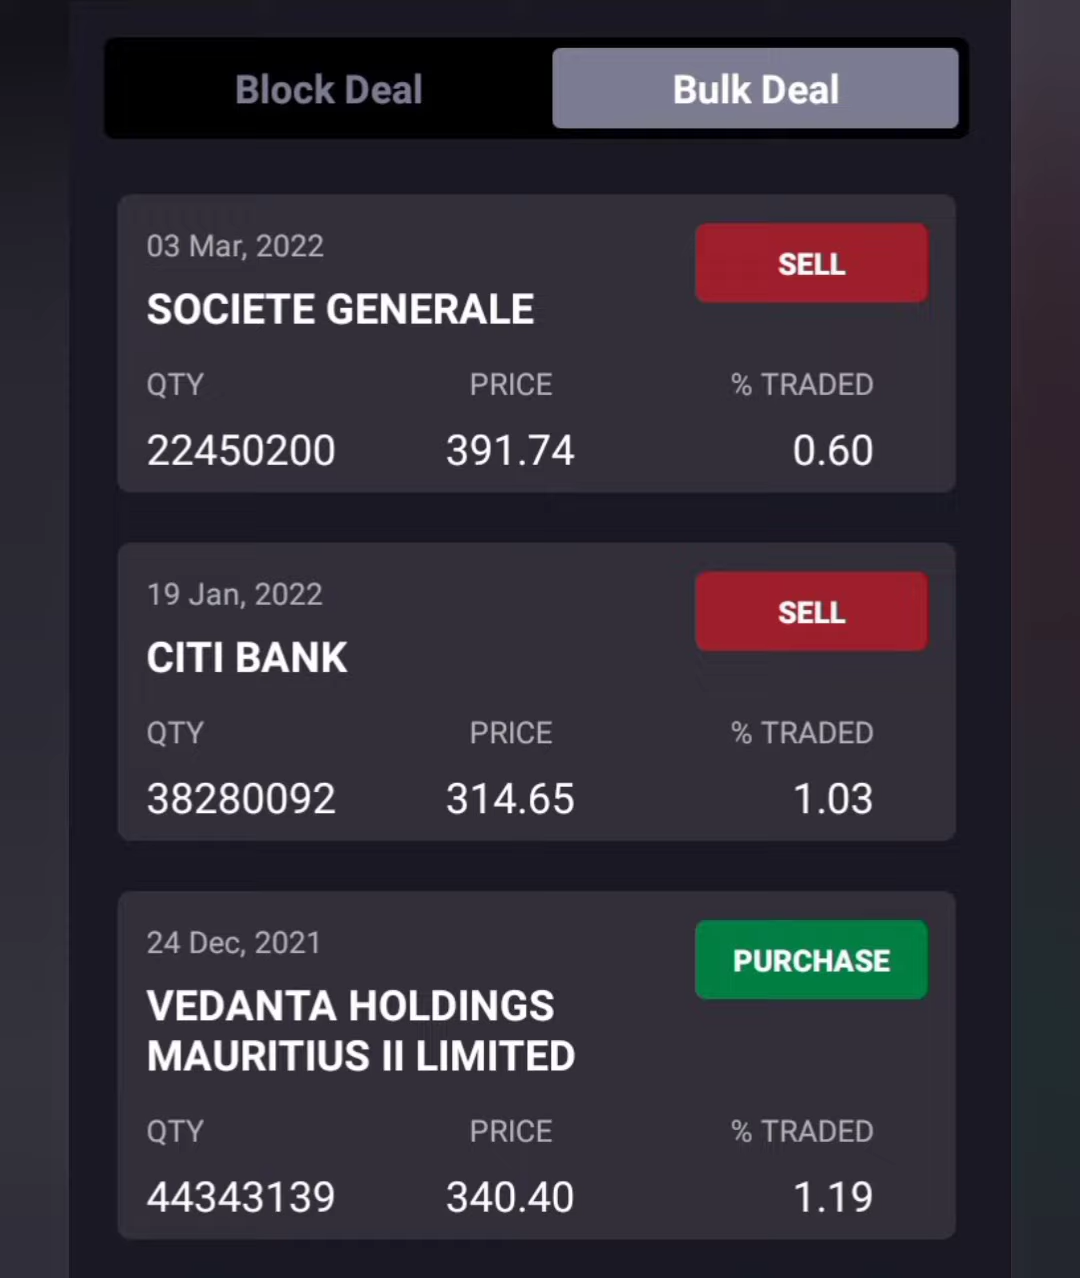 Block Deal Bulk Deal
03 Mar, 2022 SELL
SOCIETE GENERALE
QTY PRICE % TRADED
22450200 391.74 0.60
19 Jan, 2022 SELL
CITI BANK
QTY PRICE % TRADED
38280092 314.65 1.03
24 Dec, 2021 PURCHASE
VEDANTA HOLDINGS
MAURITIUS II LIMITED
QTY PRICE % TRADED
44343139 340.40 1.19